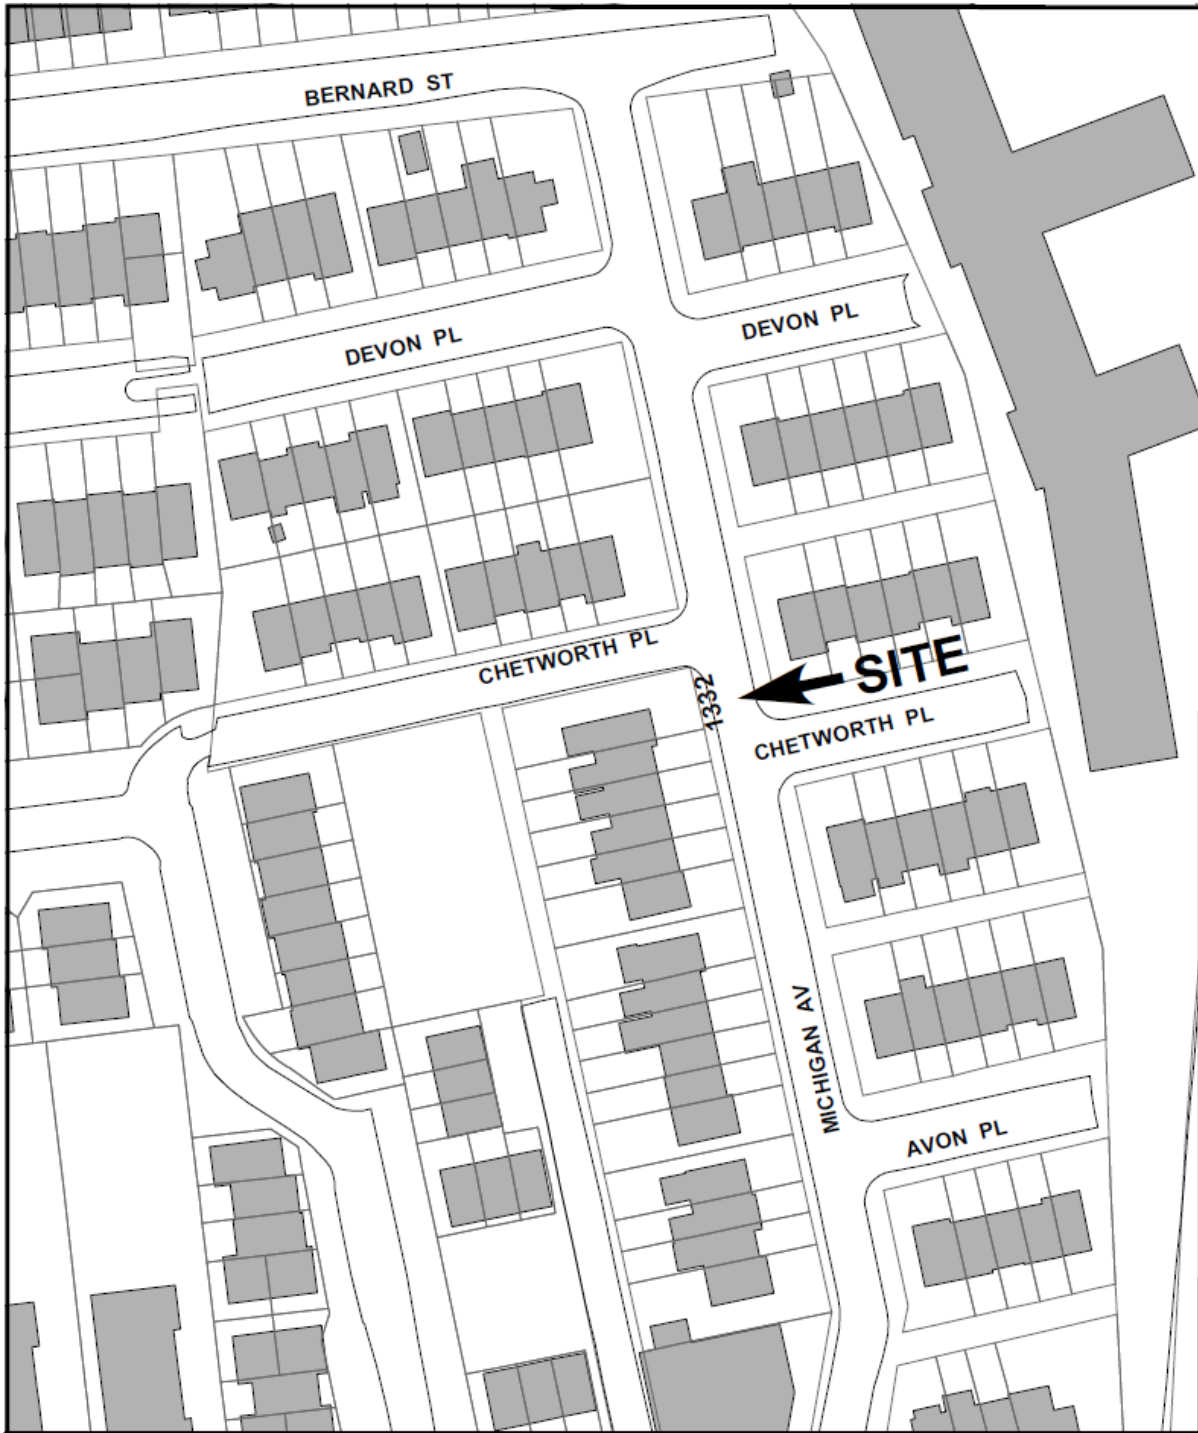 BERNARD ST
DEVON PL
DEVON PL
CHETWORTH PL
SITE
1332
CHETWORTH PL
MICHIGAN AV
AVON PL